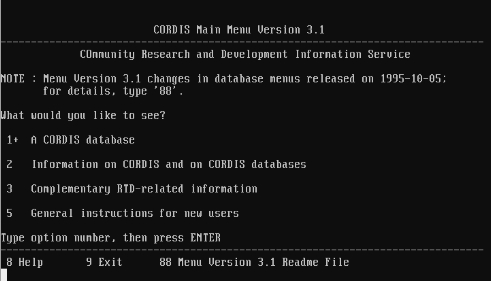 CORDIS Main Menu Version 3.1
COmmunity Research and Development Information Service
NOTE : Menu Version 3.1 changes in database menus released on 1995-10-05;
for details, type '88'.
What would you like to see?
1+ A CORDIS database
2 Information on CORDIS and on CORDIS databases
3 Complementary RTD-related information
5 General instructions for new users
Type option number, then press ENTER
8 Help 9 Exit 88 Menu Version 3.1 Readme File